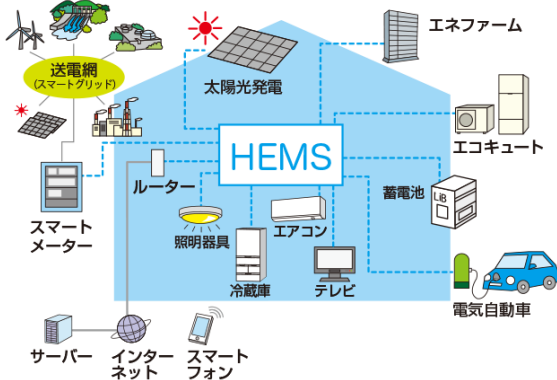 送電網
(スマートグリッド)
太陽光発電
エネファーム
HEMS
エコキュート
ルーター
スマート
メーター
蓄電池
LiB
照明器具
エアコン
冷蔵庫
テレビ
電気自動車
サーバー
インター
ネット
スマート
フォン